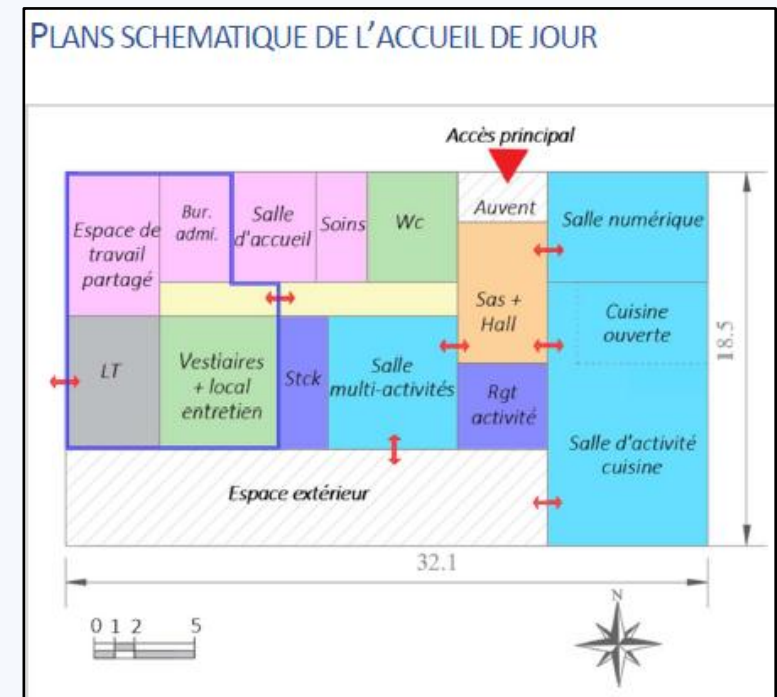 PLANS SCHEMATIQUE DE L'ACCUEIL DE JOUR
Accès principal
Espace de
travail
partagé
Bur.
admi.
Salle
d'accueil
Soins
Wc
Auvent
Salle numérique
Sas +
Hall
Cuisine
ouverte
LT
Vestiaires
+ local
entretien
Stck
Salle
multi-activités
Rgt
activité
Salle d'activité
cuisine
Espace extérieur
18.5
32.1
0 1 2 5
N